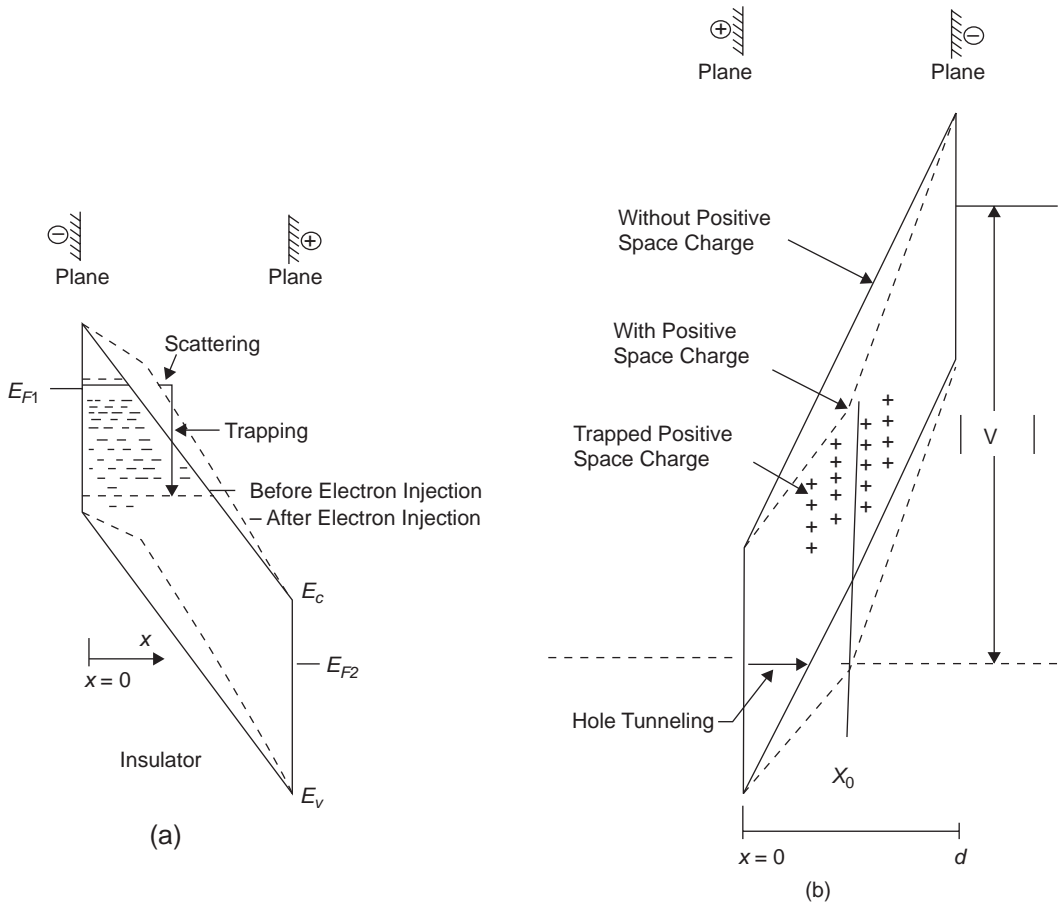 ⊖
Plane
⊕
Plane
Scattering
E_F1
Trapping
Before Electron Injection
After Electron Injection
E_c
x
E_F2
x = 0
Insulator
E_v
(a)
⊕
Plane
⊖
Plane
Without Positive
Space Charge
With Positive
Space Charge
Trapped Positive
Space Charge
V
Hole Tunneling
X_0
x = 0
d
(b)